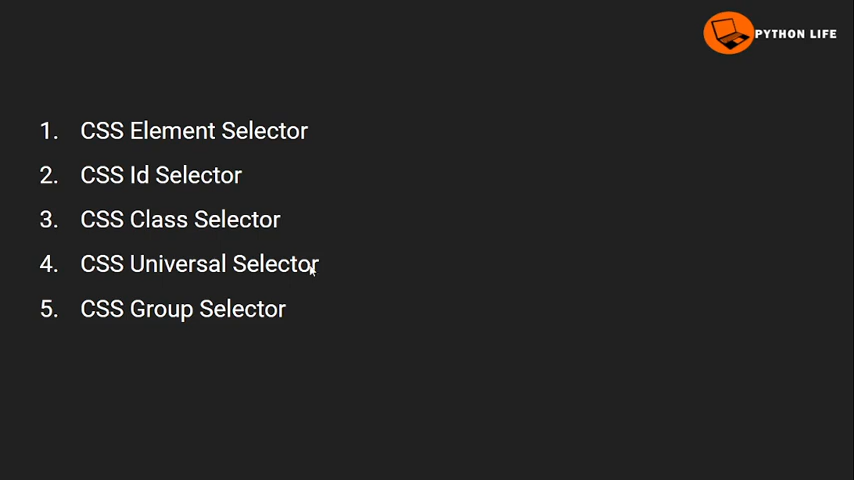 PYTHON LIFE
1. CSS Element Selector
2. CSS Id Selector
3. CSS Class Selector
4. CSS Universal Selector
5. CSS Group Selector